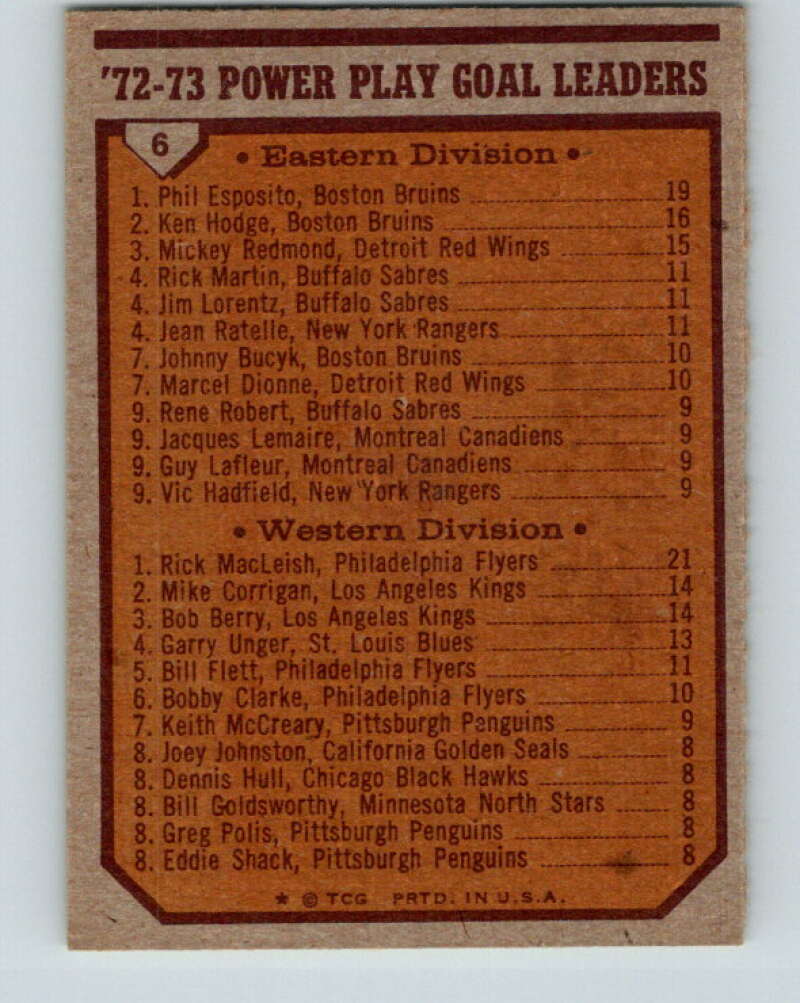 '72-73 POWER PLAY GOAL LEADERS
6
• Eastern Division •
1. Phil Esposito, Boston Bruins 19
2. Ken Hodge, Boston Bruins 16
3. Mickey Redmond, Detroit Red Wings 15
4. Rick Martin, Buffalo Sabres 11
4. Jim Lorentz, Buffalo Sabres 11
4. Jean Ratelle, New York Rangers 11
7. Johnny Bucyk, Boston Bruins 10
7. Marcel Dionne, Detroit Red Wings 10
9. Rene Robert, Buffalo Sabres 9
9. Jacques Lemaire, Montreal Canadiens 9
9. Guy Lafleur, Montreal Canadiens 9
9. Vic Hadfield, New York Rangers 9
• Western Division •
1. Rick MacLeish, Philadelphia Flyers 21
2. Mike Corrigan, Los Angeles Kings 14
3. Bob Berry, Los Angeles Kings 14
4. Garry Unger, St. Louis Blues 13
5. Bill Flett, Philadelphia Flyers 11
6. Bobby Clarke, Philadelphia Flyers 10
7. Keith McCreary, Pittsburgh Penguins 9
8. Joey Johnston, California Golden Seals 8
8. Dennis Hull, Chicago Black Hawks 8
8. Bill Goldsworthy, Minnesota North Stars 8
8. Greg Polis, Pittsburgh Penguins 8
8. Eddie Shack, Pittsburgh Penguins 8
★ © TCG PRTD. IN U.S.A.